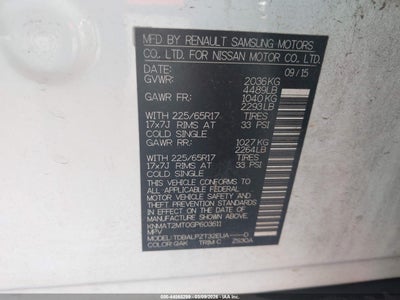 MFD BY RENAULT SAMSUNG MOTORS
CO. LTD. FOR NISSAN MOTOR CO. LTD.
DATE: 09/15
GVWR: 2036KG
4489LB
GAWR FR: 1040KG
2293LB
WITH 225/65R17 TIRES
17x7J RIMS AT 33 PSI
COLD SINGLE
GAWR RR: 1027KG
2264LB
WITH 225/65R17 TIRES
17x7J RIMS AT 33 PSI
COLD SINGLE
THIS VEHICLE CONFORMS TO
ALL APPLICABLE FEDERAL
MOTOR VEHICLE SAFETY
STANDARDS IN EFFECT ON
THE DATE OF MANUFACTURE
SHOWN ABOVE.
KNMAT2MT0GP603611
MPV
COLOR:QAK TRIM:C